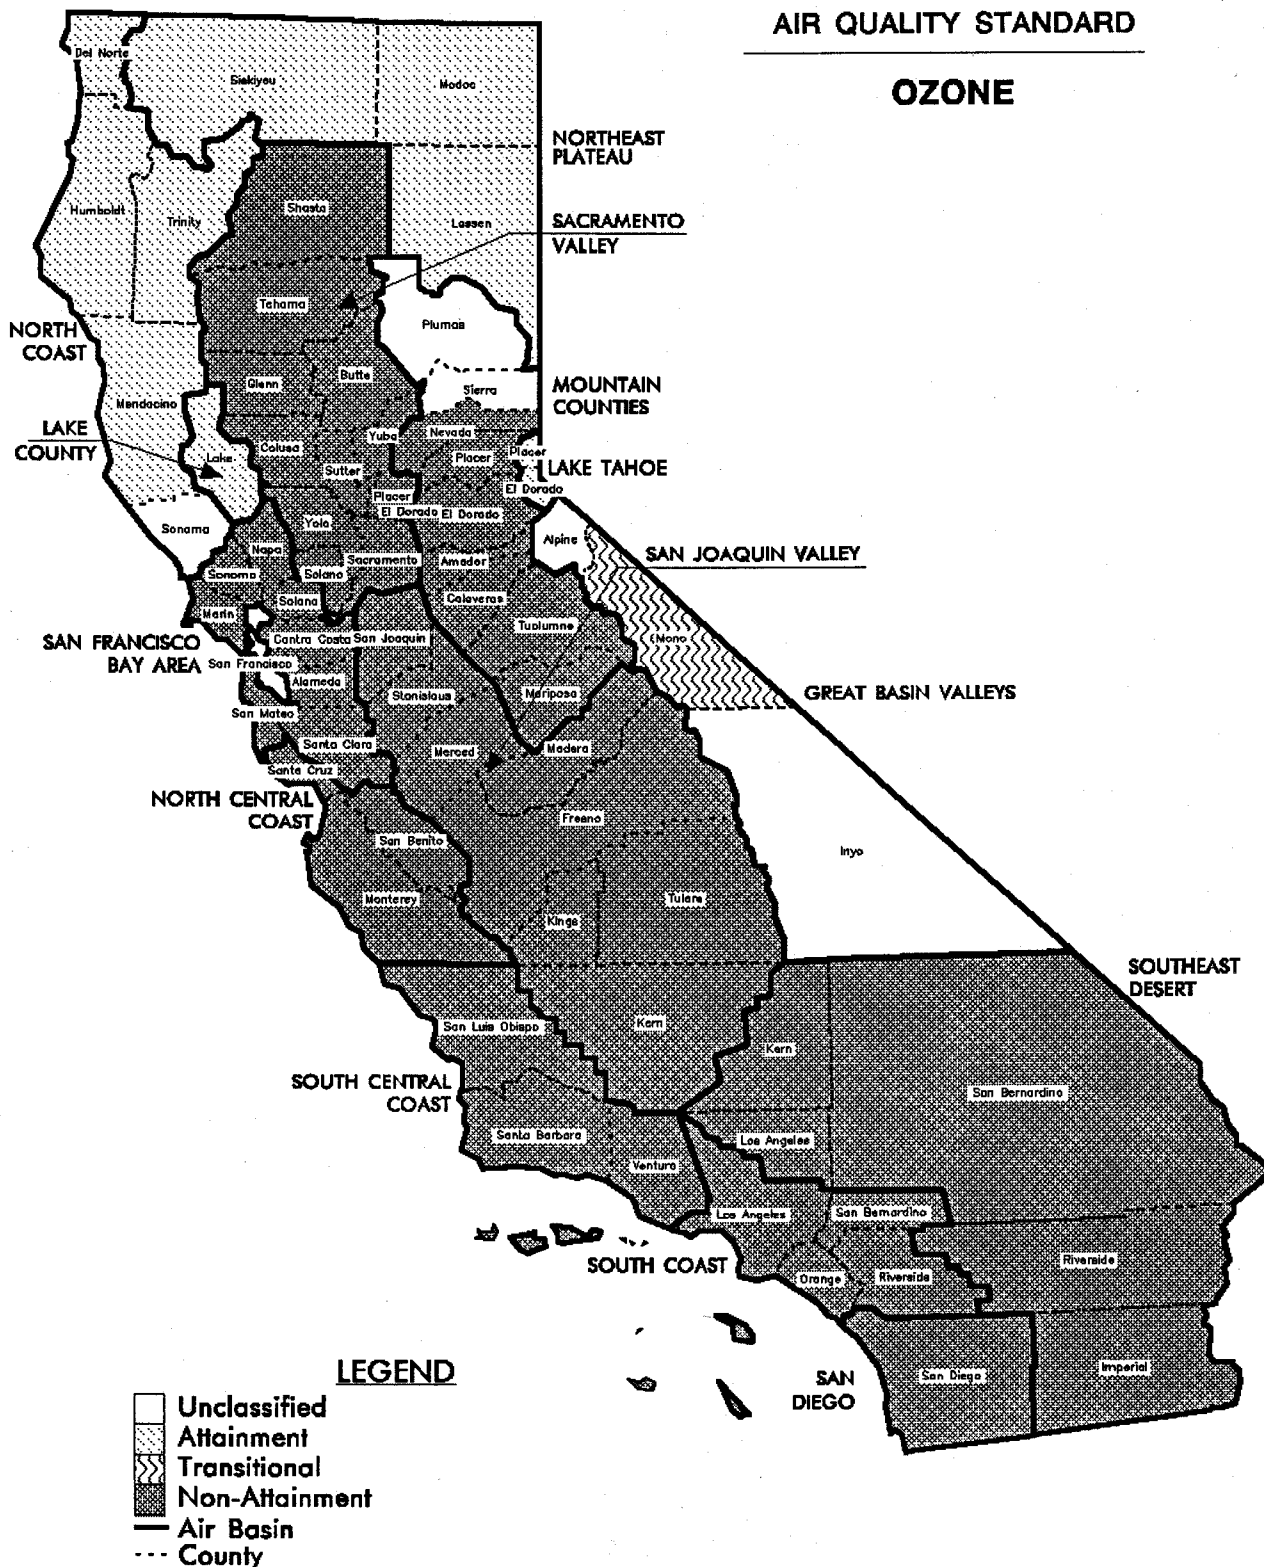 AIR QUALITY STANDARD
OZONE
Del Norte
Siskiyou
Modoc
NORTHEAST
PLATEAU
Humboldt
Trinity
Shasta
Lassen
SACRAMENTO
VALLEY
Tehama
Plumas
NORTH
COAST
Glenn
Butte
Sierra
MOUNTAIN
COUNTIES
Mendocino
LAKE
COUNTY
Lake
Colusa
Yuba
Nevada
Placer
Placer
Sutter
LAKE TAHOE
Placer
El Dorado
El Dorado
El Dorado
Sonoma
Yolo
Alpine
SAN JOAQUIN VALLEY
Napa
Sonoma
Solano
Sacramento
Amador
Solano
Calaveras
Marin
Tuolumne
Mono
SAN FRANCISCO
BAY AREA
Contra Costa
San Joaquin
San Francisco
Alameda
Stanislaus
Mariposa
GREAT BASIN VALLEYS
San Mateo
Santa Clara
Merced
Madera
Santa Cruz
NORTH CENTRAL
COAST
Fresno
San Benito
Inyo
Monterey
Kings
Tulare
SOUTHEAST
DESERT
San Luis Obispo
Kern
Kern
SOUTH CENTRAL
COAST
San Bernardino
Santa Barbara
Los Angeles
Ventura
Los Angeles
San Bernardino
SOUTH COAST
Orange
Riverside
Riverside
SAN
DIEGO
San Diego
Imperial
LEGEND
Unclassified
Attainment
Transitional
Non-Attainment
Air Basin
County